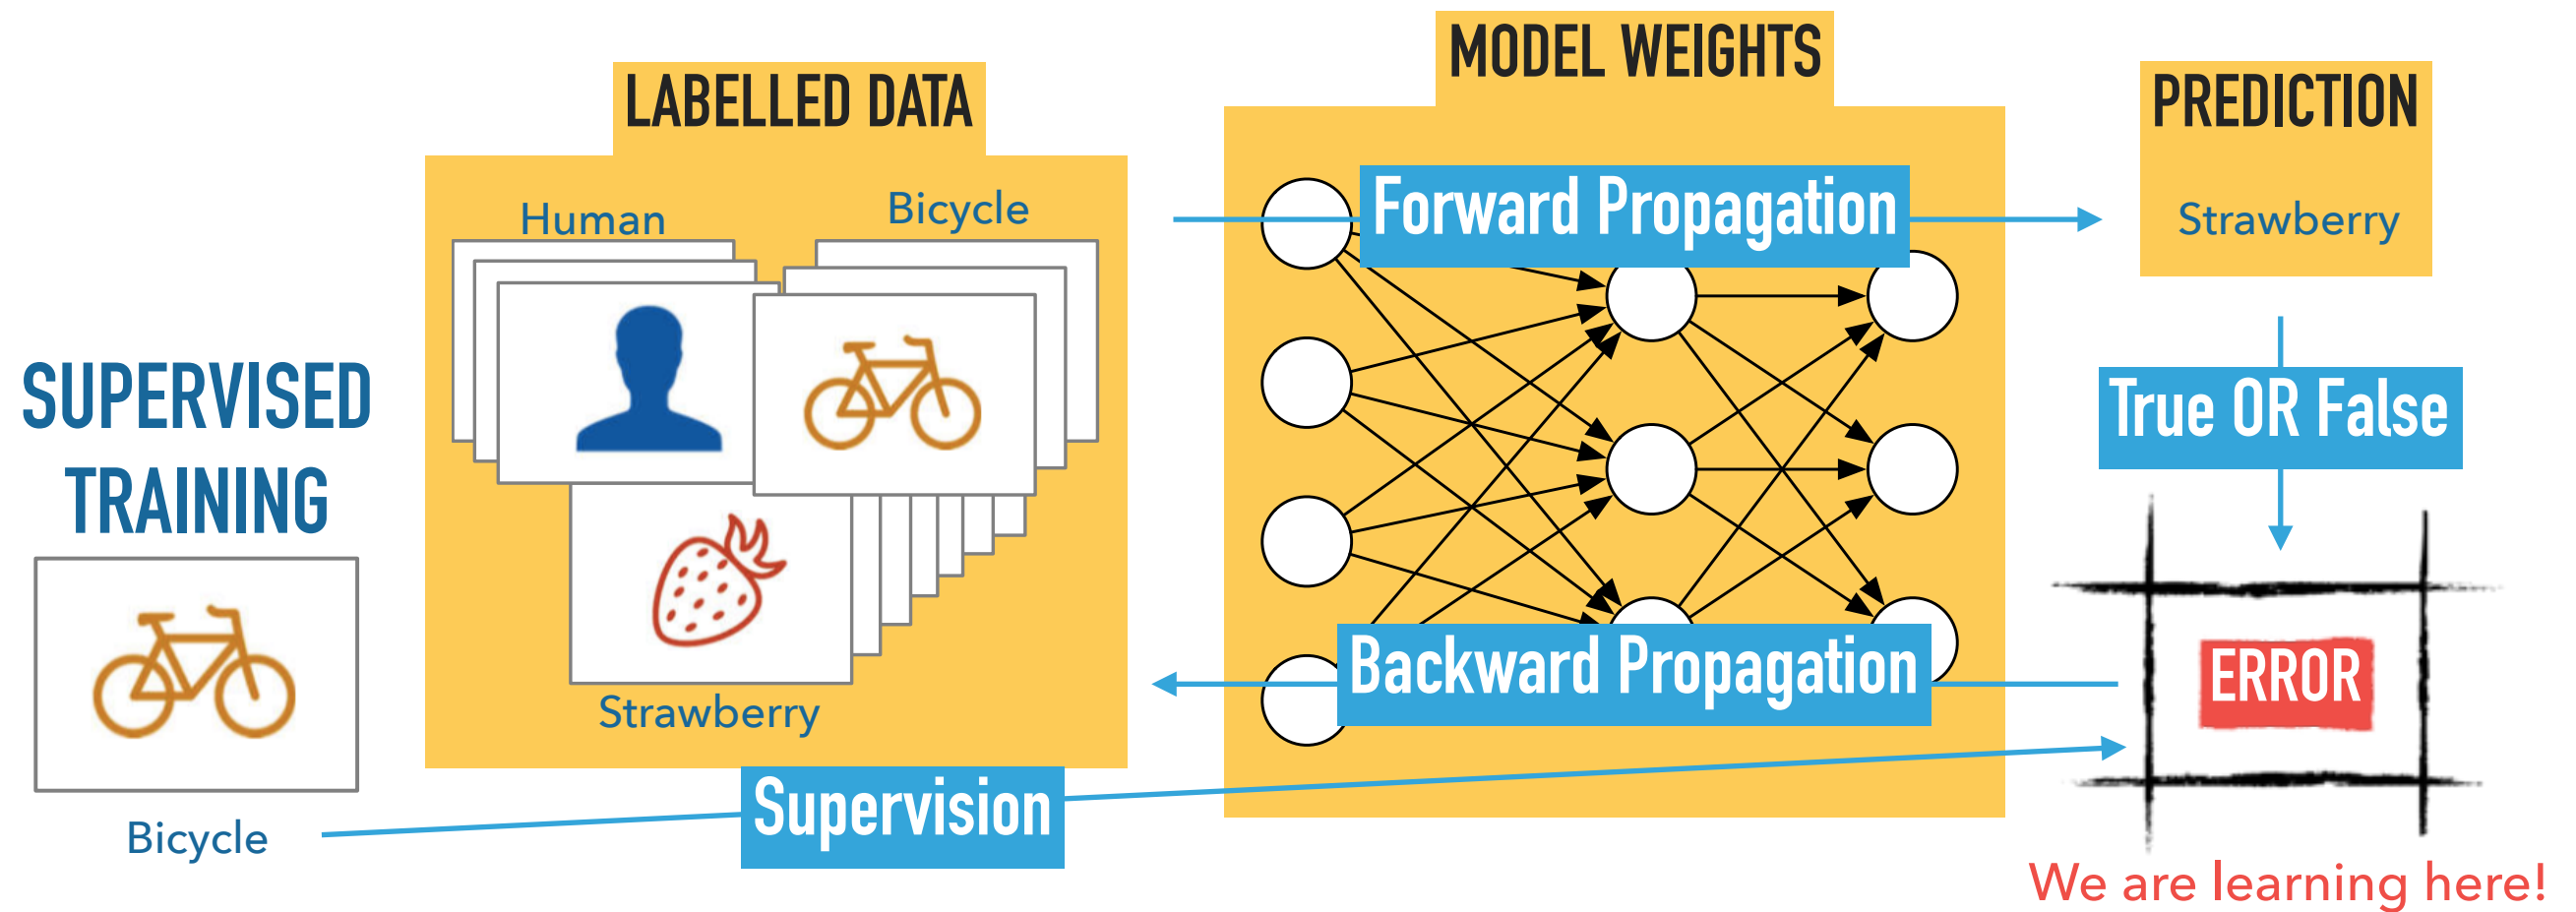 SUPERVISED
TRAINING
Bicycle
LABELLED DATA
Human
Bicycle
Strawberry
Supervision
MODEL WEIGHTS
Forward Propagation
Backward Propagation
PREDICTION
Strawberry
True OR False
ERROR
We are learning here!